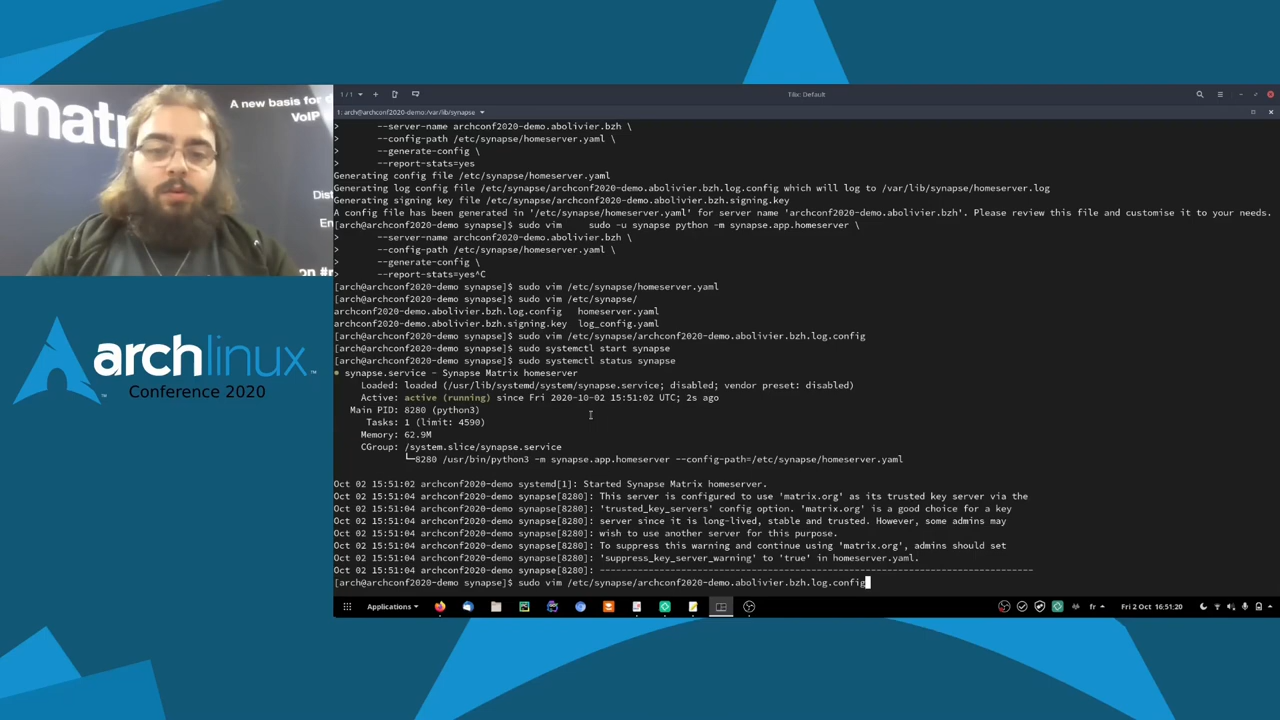 matr
A new basis for d
VoIP
Dist
En
on #n
archlinux
Conference 2020
1 / 1
Tilix: Default
1: arch@archconf2020-demo:/var/lib/synapse
> --server-name archconf2020-demo.abolivier.bzh \
> --config-path /etc/synapse/homeserver.yaml \
> --generate-config \
> --report-stats=yes
Generating config file /etc/synapse/homeserver.yaml
Generating log config file /etc/synapse/archconf2020-demo.abolivier.bzh.log.config which will log to /var/lib/synapse/homeserver.log
Generating signing key file /etc/synapse/archconf2020-demo.abolivier.bzh.signing.key
A config file has been generated in '/etc/synapse/homeserver.yaml' for server name 'archconf2020-demo.abolivier.bzh'. Please review this file and customise it to your needs.
[arch@archconf2020-demo synapse]$ sudo vim    sudo -u synapse python -m synapse.app.homeserver \
> --server-name archconf2020-demo.abolivier.bzh \
> --config-path /etc/synapse/homeserver.yaml \
> --generate-config \
> --report-stats=yes^C
[arch@archconf2020-demo synapse]$ sudo vim /etc/synapse/homeserver.yaml
[arch@archconf2020-demo synapse]$ sudo vim /etc/synapse/
archconf2020-demo.abolivier.bzh.log.config   homeserver.yaml
archconf2020-demo.abolivier.bzh.signing.key  log_config.yaml
[arch@archconf2020-demo synapse]$ sudo vim /etc/synapse/archconf2020-demo.abolivier.bzh.log.config
[arch@archconf2020-demo synapse]$ sudo systemctl start synapse
[arch@archconf2020-demo synapse]$ sudo systemctl status synapse
● synapse.service - Synapse Matrix homeserver
Loaded: loaded (/usr/lib/systemd/system/synapse.service; disabled; vendor preset: disabled)
Active: active (running) since Fri 2020-10-02 15:51:02 UTC; 2s ago
Main PID: 8280 (python3)
Tasks: 1 (limit: 4590)
Memory: 62.9M
CGroup: /system.slice/synapse.service
└─8280 /usr/bin/python3 -m synapse.app.homeserver --config-path=/etc/synapse/homeserver.yaml
Oct 02 15:51:02 archconf2020-demo systemd[1]: Started Synapse Matrix homeserver.
Oct 02 15:51:04 archconf2020-demo synapse[8280]: This server is configured to use 'matrix.org' as its trusted key server via the
Oct 02 15:51:04 archconf2020-demo synapse[8280]: 'trusted_key_servers' config option. 'matrix.org' is a good choice for a key
Oct 02 15:51:04 archconf2020-demo synapse[8280]: server since it is long-lived, stable and trusted. However, some admins may
Oct 02 15:51:04 archconf2020-demo synapse[8280]: wish to use another server for this purpose.
Oct 02 15:51:04 archconf2020-demo synapse[8280]: To suppress this warning and continue using 'matrix.org', admins should set
Oct 02 15:51:04 archconf2020-demo synapse[8280]: 'suppress_key_server_warning' to 'true' in homeserver.yaml.
Oct 02 15:51:04 archconf2020-demo synapse[8280]: --------------------------------------------------------------------------------
[arch@archconf2020-demo synapse]$ sudo vim /etc/synapse/archconf2020-demo.abolivier.bzh.log.config
Applications
fr
Fri 2 Oct 16:51:20